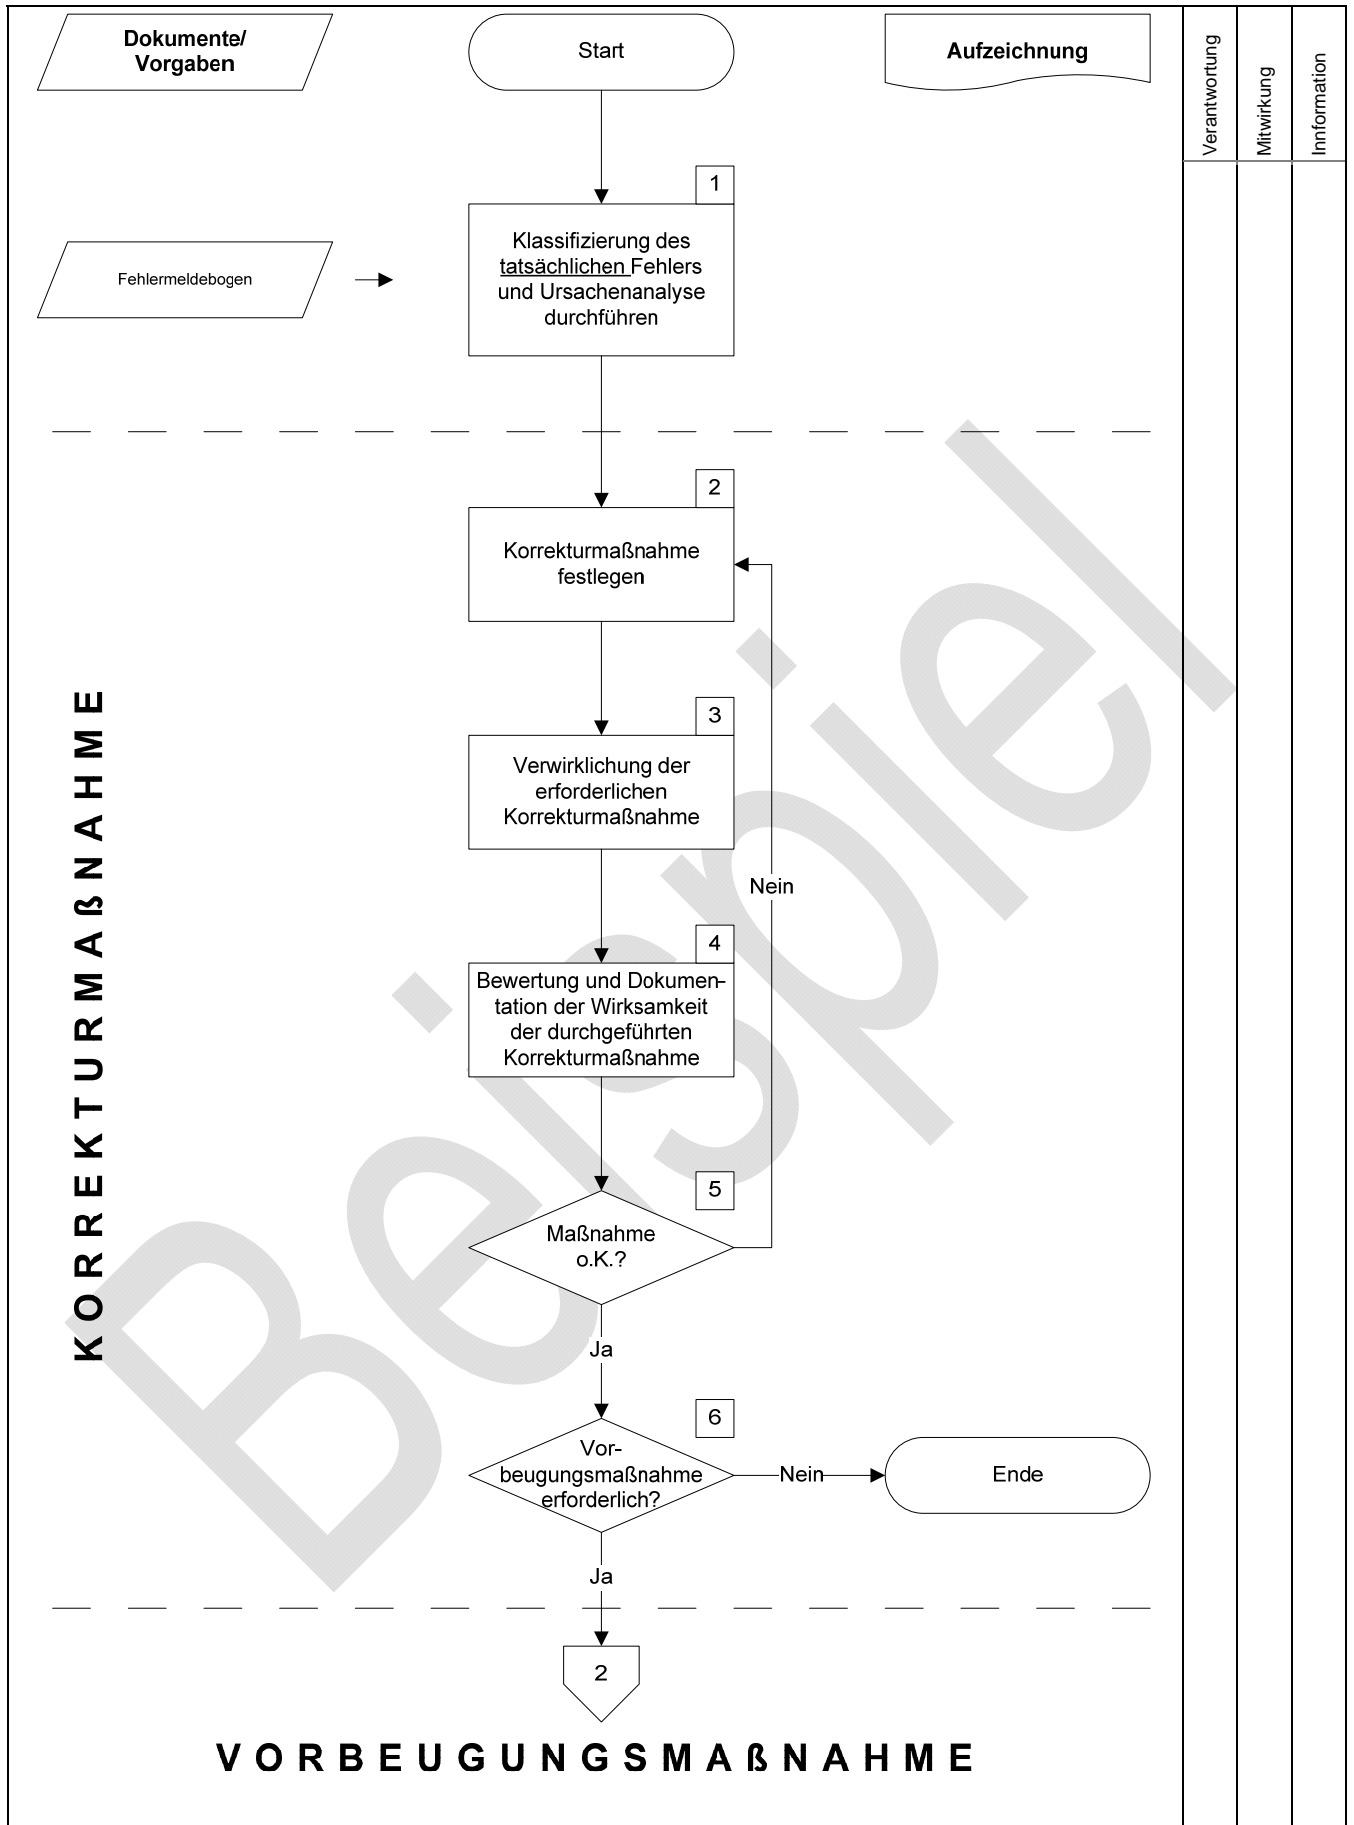 Dokumente/
Vorgaben
Start
Aufzeichnung
Verantwortung
Mitwirkung
Innformation
1
Klassifizierung des
tatsächlichen Fehlers
und Ursachenanalyse
durchführen
Fehlermeldebogen
2
Korrekturmaßnahme
festlegen
3
Verwirklichung der
erforderlichen
Korrekturmaßnahme
Nein
4
Bewertung und Dokumen-
tation der Wirksamkeit
der durchgeführten
Korrekturmaßnahme
5
Maßnahme
o.K.?
Ja
6
Vor-
beugungsmaßnahme
erforderlich?
Nein
Ende
Ja
2
KORREKTURMAßNAHME
VORBEUGUNGSMAßNAHME
Beispiel